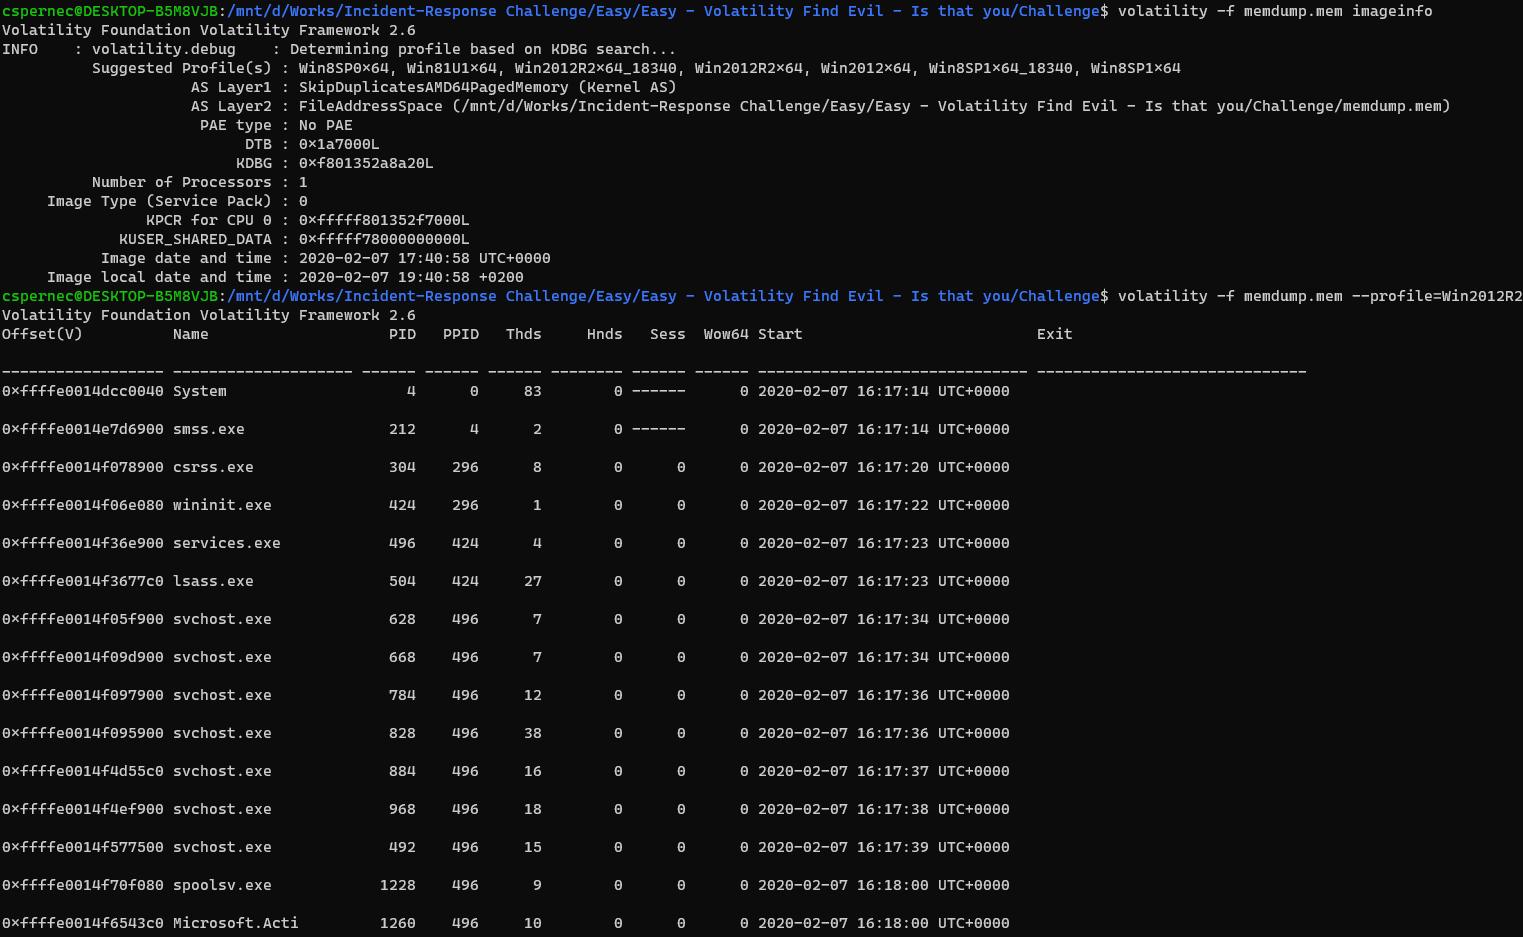 cspernec@DESKTOP-B5M8VJB:/mnt/d/Works/Incident-Response Challenge/Easy/Easy - Volatility Find Evil - Is that you/Challenge$ volatility -f memdump.mem imageinfo
Volatility Foundation Volatility Framework 2.6
INFO    : volatility.debug    : Determining profile based on KDBG search...
          Suggested Profile(s) : Win8SP0x64, Win81U1x64, Win2012R2x64_18340, Win2012R2x64, Win2012x64, Win8SP1x64_18340, Win8SP1x64
                     AS Layer1 : SkipDuplicatesAMD64PagedMemory (Kernel AS)
                     AS Layer2 : FileAddressSpace (/mnt/d/Works/Incident-Response Challenge/Easy/Easy - Volatility Find Evil - Is that you/Challenge/memdump.mem)
                      PAE type : No PAE
                           DTB : 0x1a7000L
                          KDBG : 0xf801352a8a20L
          Number of Processors : 1
     Image Type (Service Pack) : 0
                KPCR for CPU 0 : 0xfffff801352f7000L
             KUSER_SHARED_DATA : 0xfffff78000000000L
           Image date and time : 2020-02-07 17:40:58 UTC+0000
     Image local date and time : 2020-02-07 19:40:58 +0200
cspernec@DESKTOP-B5M8VJB:/mnt/d/Works/Incident-Response Challenge/Easy/Easy - Volatility Find Evil - Is that you/Challenge$ volatility -f memdump.mem --profile=Win2012R2
Volatility Foundation Volatility Framework 2.6
Offset(V)          Name                    PID   PPID   Thds     Hnds   Sess  Wow64 Start                          Exit
------------------ -------------------- ------ ------ ------ -------- ------ ------ ------------------------------ ------------------------------
0xffffe0014dcc0040 System                    4      0     83        0 ------      0 2020-02-07 16:17:14 UTC+0000
0xffffe0014e7d6900 smss.exe                212      4      2        0 ------      0 2020-02-07 16:17:14 UTC+0000
0xffffe0014f078900 csrss.exe               304    296      8        0      0      0 2020-02-07 16:17:20 UTC+0000
0xffffe0014f06e080 wininit.exe             424    296      1        0      0      0 2020-02-07 16:17:22 UTC+0000
0xffffe0014f36e900 services.exe            496    424      4        0      0      0 2020-02-07 16:17:23 UTC+0000
0xffffe0014f3677c0 lsass.exe               504    424     27        0      0      0 2020-02-07 16:17:23 UTC+0000
0xffffe0014f05f900 svchost.exe             628    496      7        0      0      0 2020-02-07 16:17:34 UTC+0000
0xffffe0014f09d900 svchost.exe             668    496      7        0      0      0 2020-02-07 16:17:34 UTC+0000
0xffffe0014f097900 svchost.exe             784    496     12        0      0      0 2020-02-07 16:17:36 UTC+0000
0xffffe0014f095900 svchost.exe             828    496     38        0      0      0 2020-02-07 16:17:36 UTC+0000
0xffffe0014f4d55c0 svchost.exe             884    496     16        0      0      0 2020-02-07 16:17:37 UTC+0000
0xffffe0014f4ef900 svchost.exe             968    496     18        0      0      0 2020-02-07 16:17:38 UTC+0000
0xffffe0014f577500 svchost.exe             492    496     15        0      0      0 2020-02-07 16:17:39 UTC+0000
0xffffe0014f70f080 spoolsv.exe            1228    496      9        0      0      0 2020-02-07 16:18:00 UTC+0000
0xffffe0014f6543c0 Microsoft.Acti         1260    496     10        0      0      0 2020-02-07 16:18:00 UTC+0000